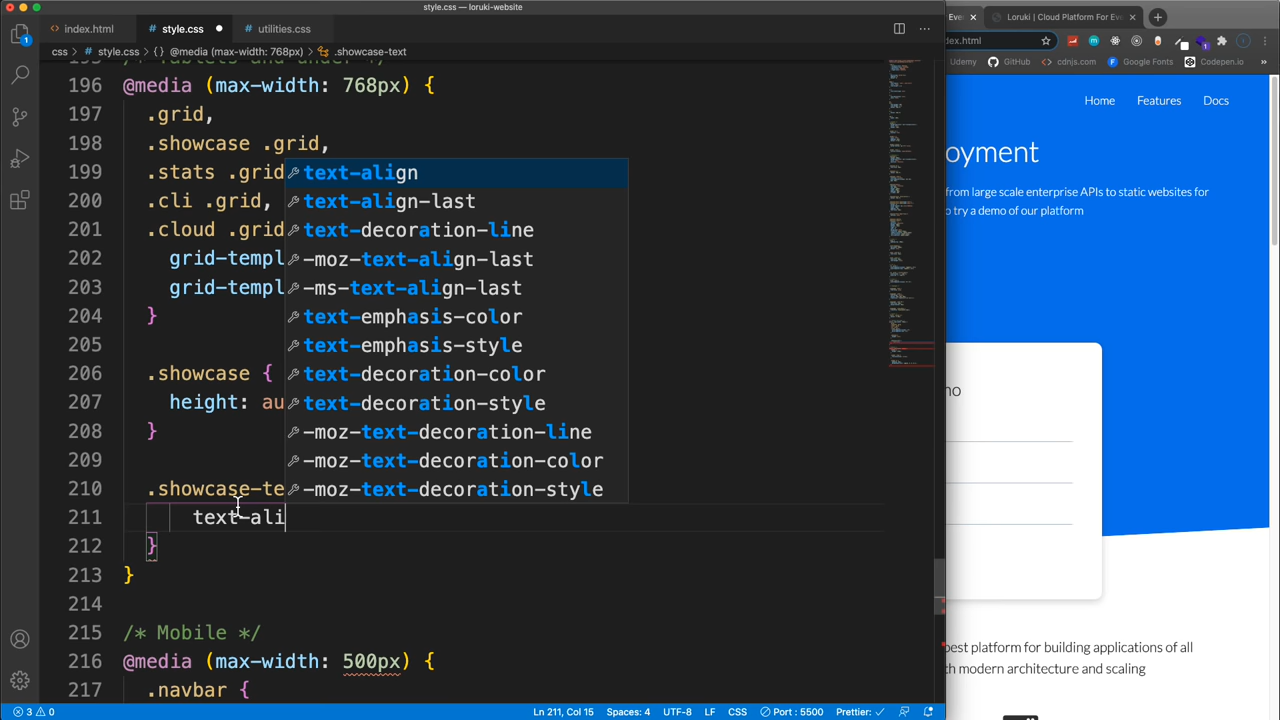 style.css — loruki-website
index.html
style.css
utilities.css
css > # style.css > {} @media (max-width: 768px) > .showcase-text
196 @media (max-width: 768px) {
197 .grid,
198 .showcase .grid,
199 .stats .grid
200 .cli .grid,
201 .cloud .grid
202 grid-templ
203 grid-templ
204 }
205
206 .showcase {
207 height: au
208 }
209
210 .showcase-te
211 text-ali
212 }
213 }
214
215 /* Mobile */
216 @media (max-width: 500px) {
217 .navbar {
text-align
text-align-last
text-decoration-line
-moz-text-align-last
-ms-text-align-last
text-emphasis-color
text-emphasis-style
text-decoration-color
text-decoration-style
-moz-text-decoration-line
-moz-text-decoration-color
-moz-text-decoration-style
1
3 0
Ln 211, Col 15 Spaces: 4 UTF-8 LF CSS Port : 5500 Prettier: ✓
Eve
Loruki | Cloud Platform For Ev
dex.html
Udemy GitHub cdnjs.com Google Fonts Codepen.io »
Home Features Docs
oyment
from large scale enterprise APIs to static websites for
o try a demo of our platform
no
best platform for building applications of all
th modern architecture and scaling